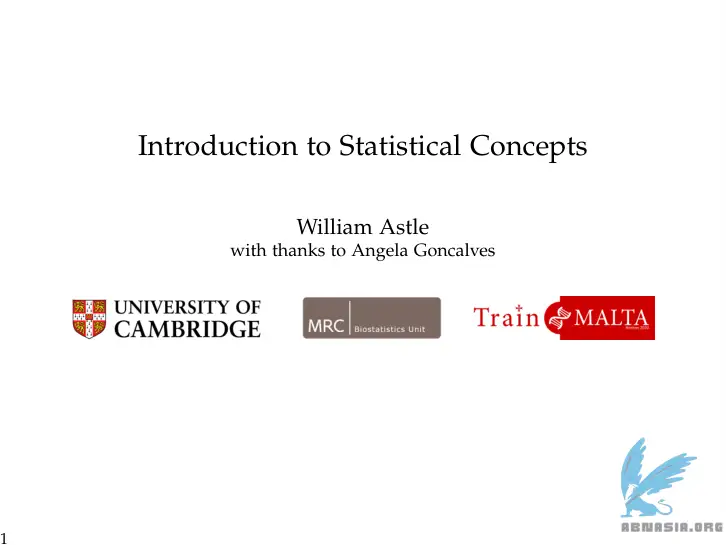 Introduction to Statistical Concepts
William Astle
with thanks to Angela Goncalves
UNIVERSITY OF
CAMBRIDGE
MRC Biostatistics Unit
Train MALTA
ABNASIA.ORG
1